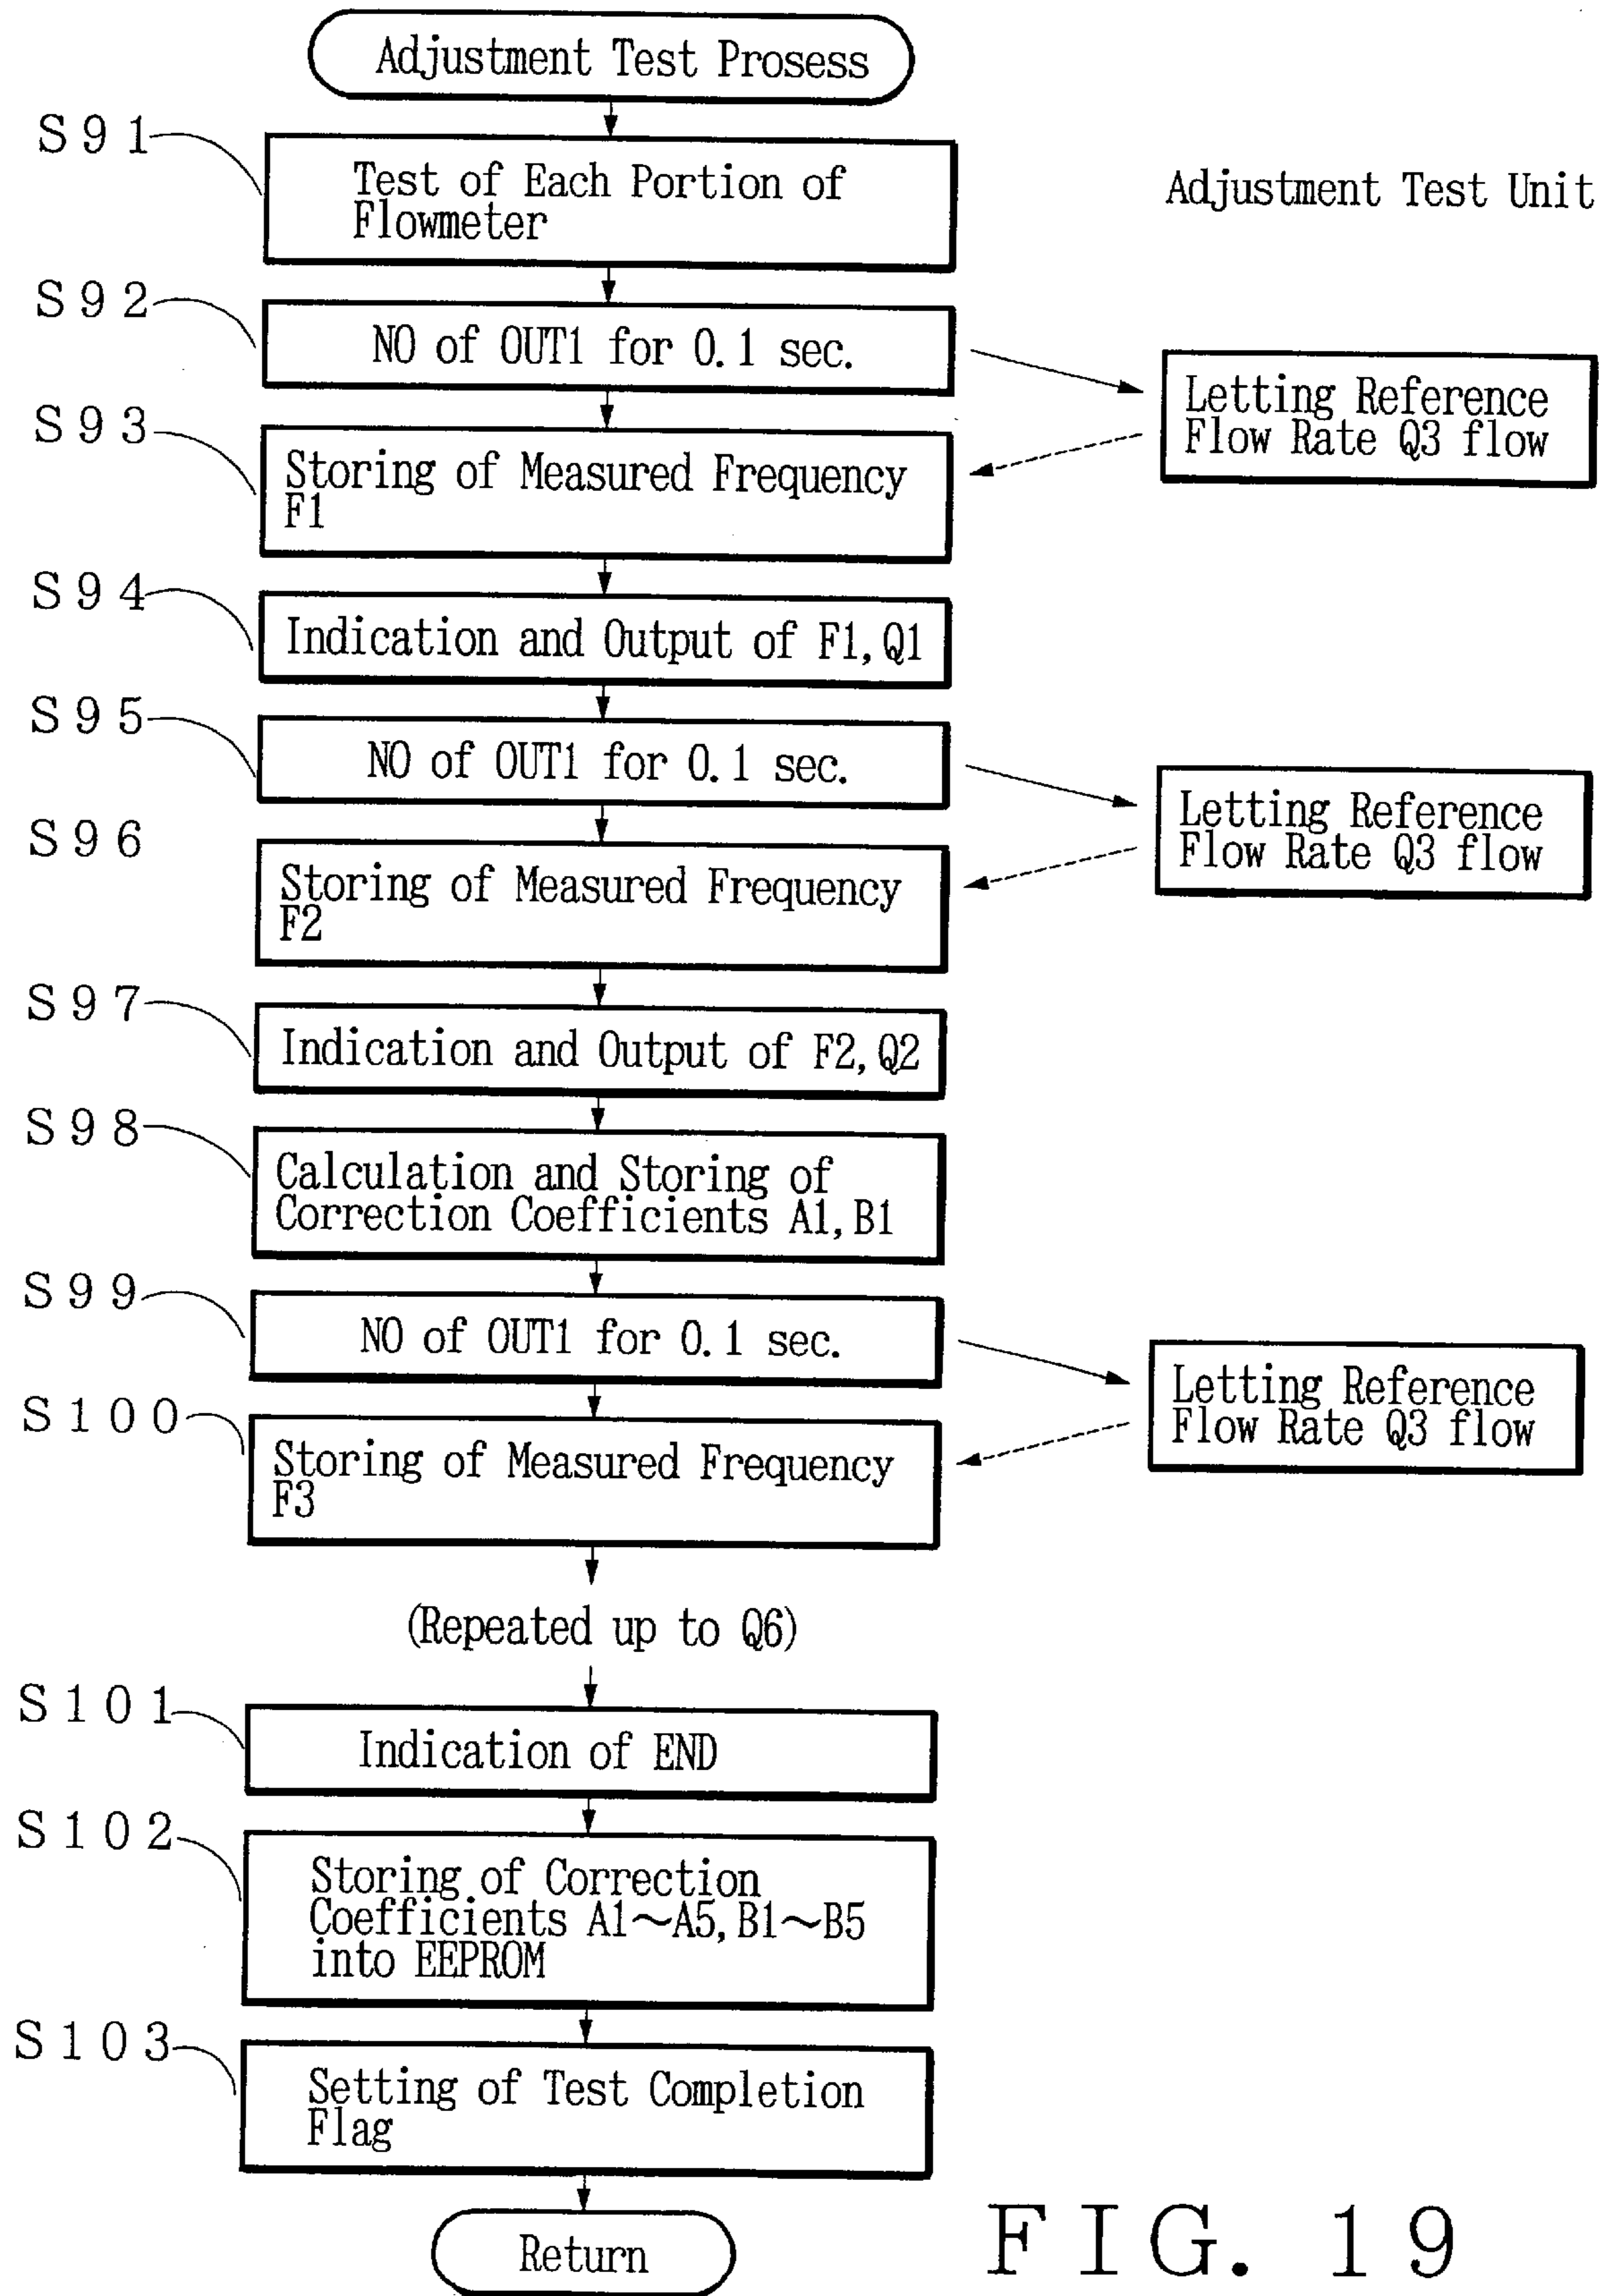 Adjustment Test Prosess
S91
Test of Each Portion of
Flowmeter
Adjustment Test Unit
S92
NO of OUT1 for 0.1 sec.
Letting Reference
Flow Rate Q3 flow
S93
Storing of Measured Frequency
F1
S94
Indication and Output of F1,Q1
S95
NO of OUT1 for 0.1 sec.
Letting Reference
Flow Rate Q3 flow
S96
Storing of Measured Frequency
F2
S97
Indication and Output of F2,Q2
S98
Calculation and Storing of
Correction Coefficients A1,B1
S99
NO of OUT1 for 0.1 sec.
Letting Reference
Flow Rate Q3 flow
S100
Storing of Measured Frequency
F3
(Repeated up to Q6)
S101
Indication of END
S102
Storing of Correction
Coefficients A1~A5,B1~B5
into EEPROM
S103
Setting of Test Completion
Flag
Return
FIG. 19